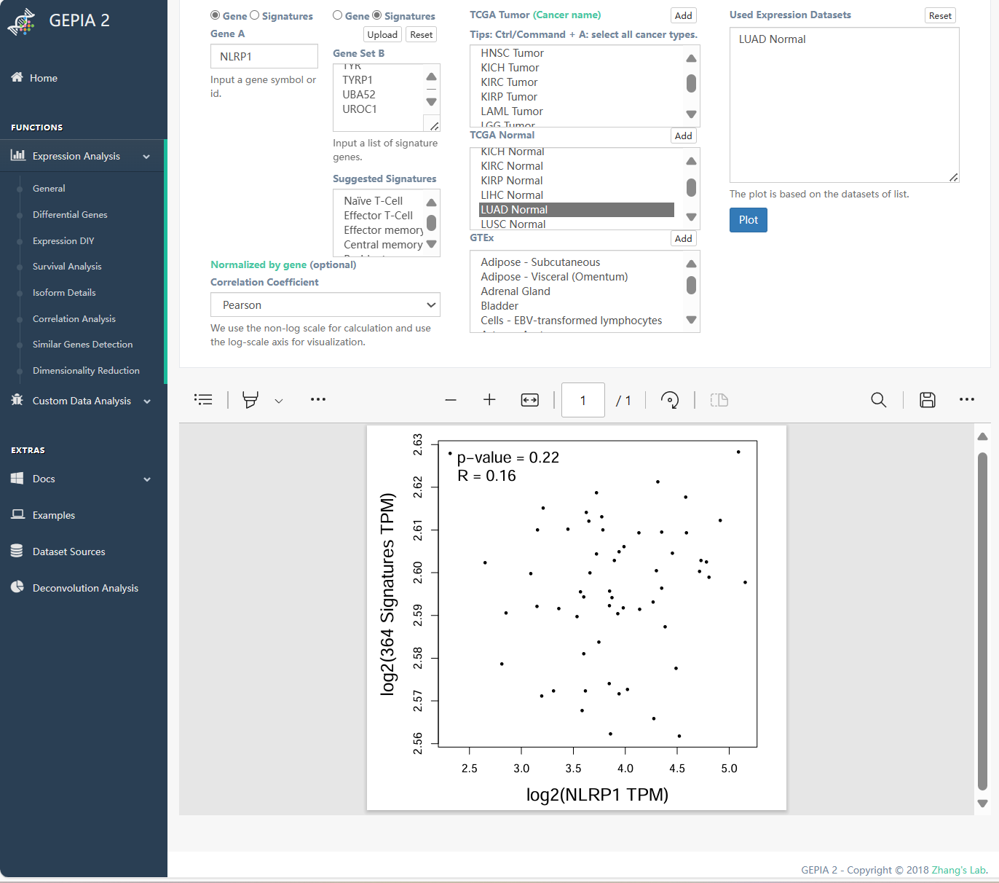 GEPIA 2
Home
FUNCTIONS
Expression Analysis
General
Differential Genes
Expression DIY
Survival Analysis
Isoform Details
Correlation Analysis
Similar Genes Detection
Dimensionality Reduction
Custom Data Analysis
EXTRAS
Docs
Examples
Dataset Sources
Deconvolution Analysis
Gene Signatures
Gene A
NLRP1
Input a gene symbol or
id.
Gene Signatures
Upload Reset
Gene Set B
TYR
TYRP1
UBA52
UROC1
Input a list of signature
genes.
Suggested Signatures
Naïve T-Cell
Effector T-Cell
Effector memory
Central memory
Normalized by gene (optional)
Correlation Coefficient
Pearson
We use the non-log scale for calculation and use
the log-scale axis for visualization.
TCGA Tumor (Cancer name) Add
Tips: Ctrl/Command + A: select all cancer types.
HNSC Tumor
KICH Tumor
KIRC Tumor
KIRP Tumor
LAML Tumor
LGG Tumor
TCGA Normal Add
KICH Normal
KIRC Normal
KIRP Normal
LIHC Normal
LUAD Normal
LUSC Normal
GTEx Add
Adipose - Subcutaneous
Adipose - Visceral (Omentum)
Adrenal Gland
Bladder
Cells - EBV-transformed lymphocytes
Used Expression Datasets Reset
LUAD Normal
The plot is based on the datasets of list.
Plot
1 / 1
p-value = 0.22
R = 0.16
log2(364 Signatures TPM)
2.63
2.62
2.61
2.60
2.59
2.58
2.57
2.56
2.5 3.0 3.5 4.0 4.5 5.0
log2(NLRP1 TPM)
GEPIA 2 - Copyright © 2018 Zhang's Lab.